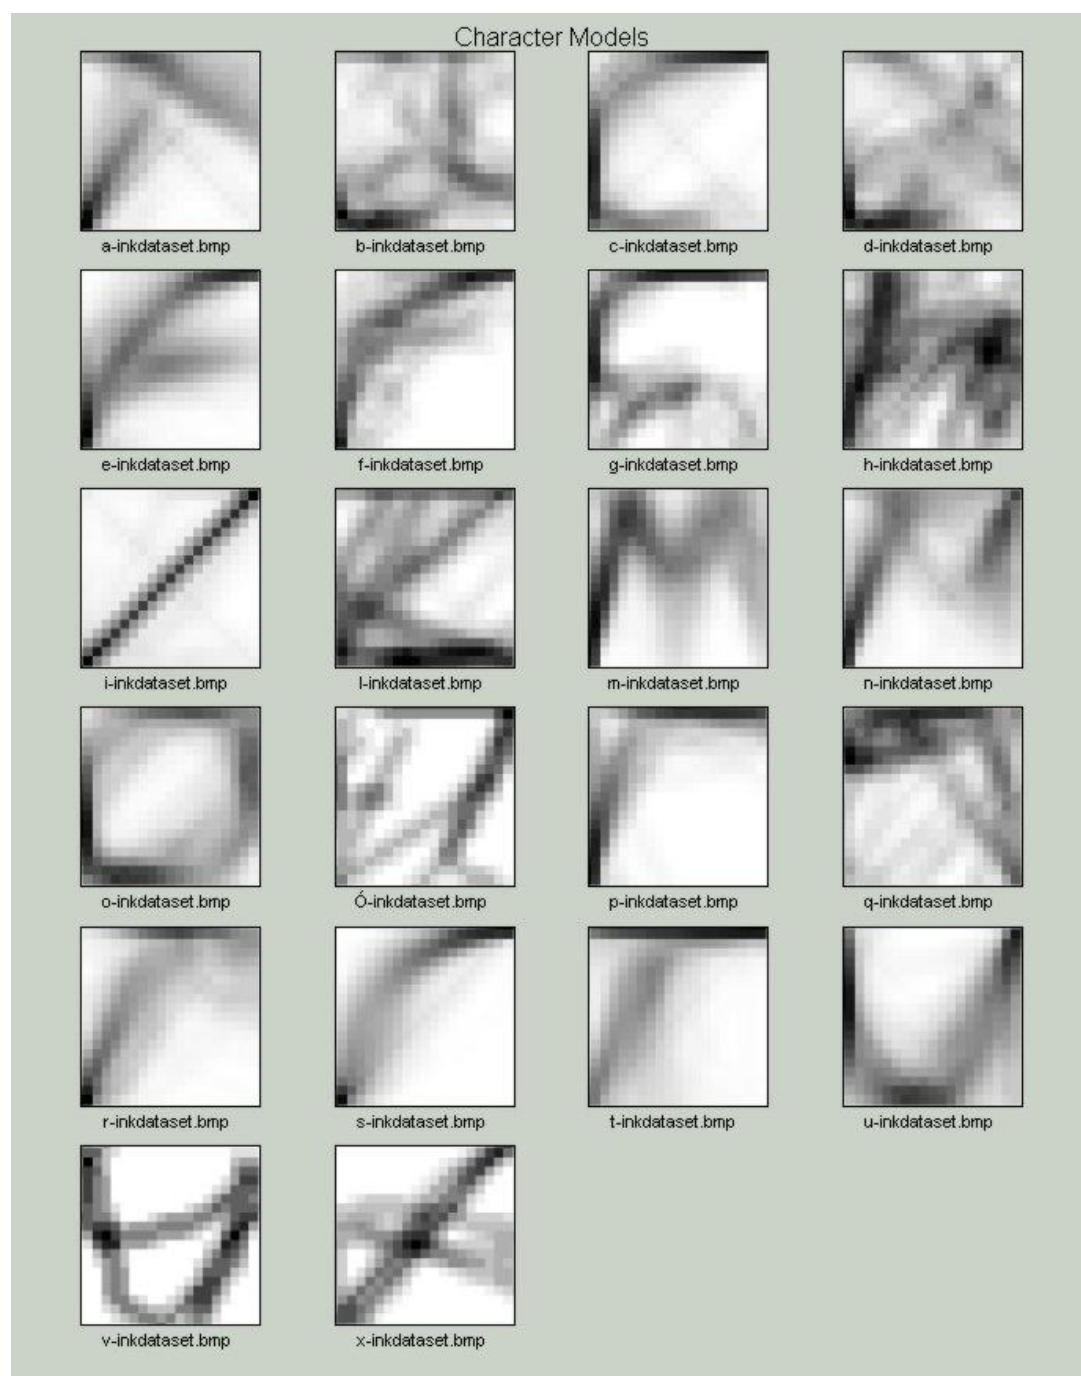 Character Models
a-inkdataset.bmp b-inkdataset.bmp c-inkdataset.bmp d-inkdataset.bmp
e-inkdataset.bmp f-inkdataset.bmp g-inkdataset.bmp h-inkdataset.bmp
i-inkdataset.bmp l-inkdataset.bmp m-inkdataset.bmp n-inkdataset.bmp
o-inkdataset.bmp Ó-inkdataset.bmp p-inkdataset.bmp q-inkdataset.bmp
r-inkdataset.bmp s-inkdataset.bmp t-inkdataset.bmp u-inkdataset.bmp
v-inkdataset.bmp x-inkdataset.bmp